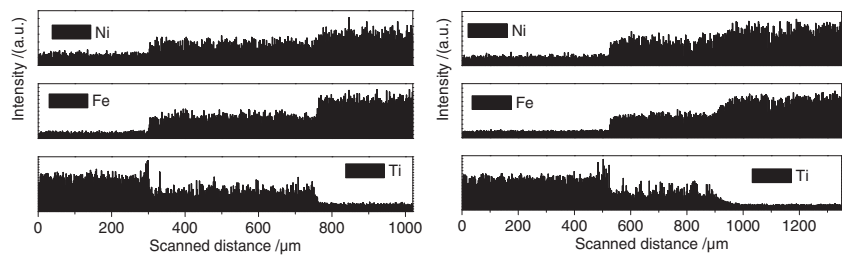 Intensity /(a.u.)
Ni
Fe
Ti
0 200 400 600 800 1000
Scanned distance /μm
Intensity /(a.u.)
Ni
Fe
Ti
0 200 400 600 800 1000 1200
Scanned distance /μm